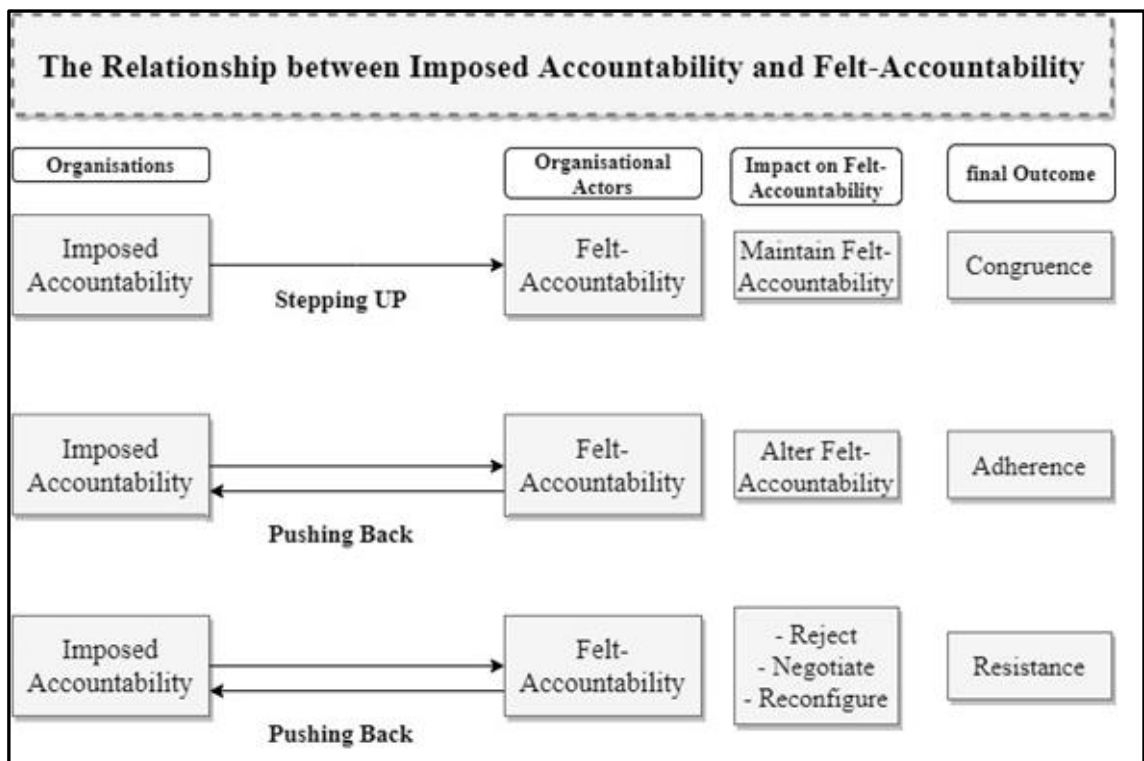 The Relationship between Imposed Accountability and Felt-Accountability
Organisations
Organisational
Actors
Impact on Felt-
Accountability
final Outcome
Imposed
Accountability
Stepping UP
Felt-
Accountability
Maintain Felt-
Accountability
Congruence
Imposed
Accountability
Pushing Back
Felt-
Accountability
Alter Felt-
Accountability
Adherence
Imposed
Accountability
Pushing Back
Felt-
Accountability
- Reject
- Negotiate
- Reconfigure
Resistance